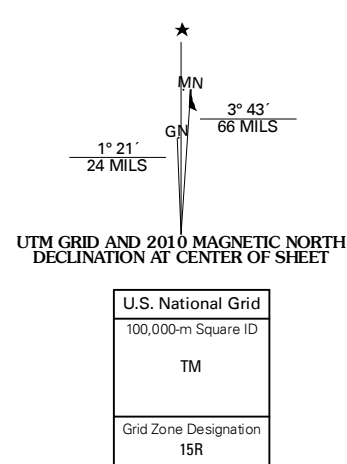 MN
3° 43´
66 MILS
GN
1° 21´
24 MILS
UTM GRID AND 2010 MAGNETIC NORTH
DECLINATION AT CENTER OF SHEET
U.S. National Grid
100,000-m Square ID
TM
Grid Zone Designation
15R